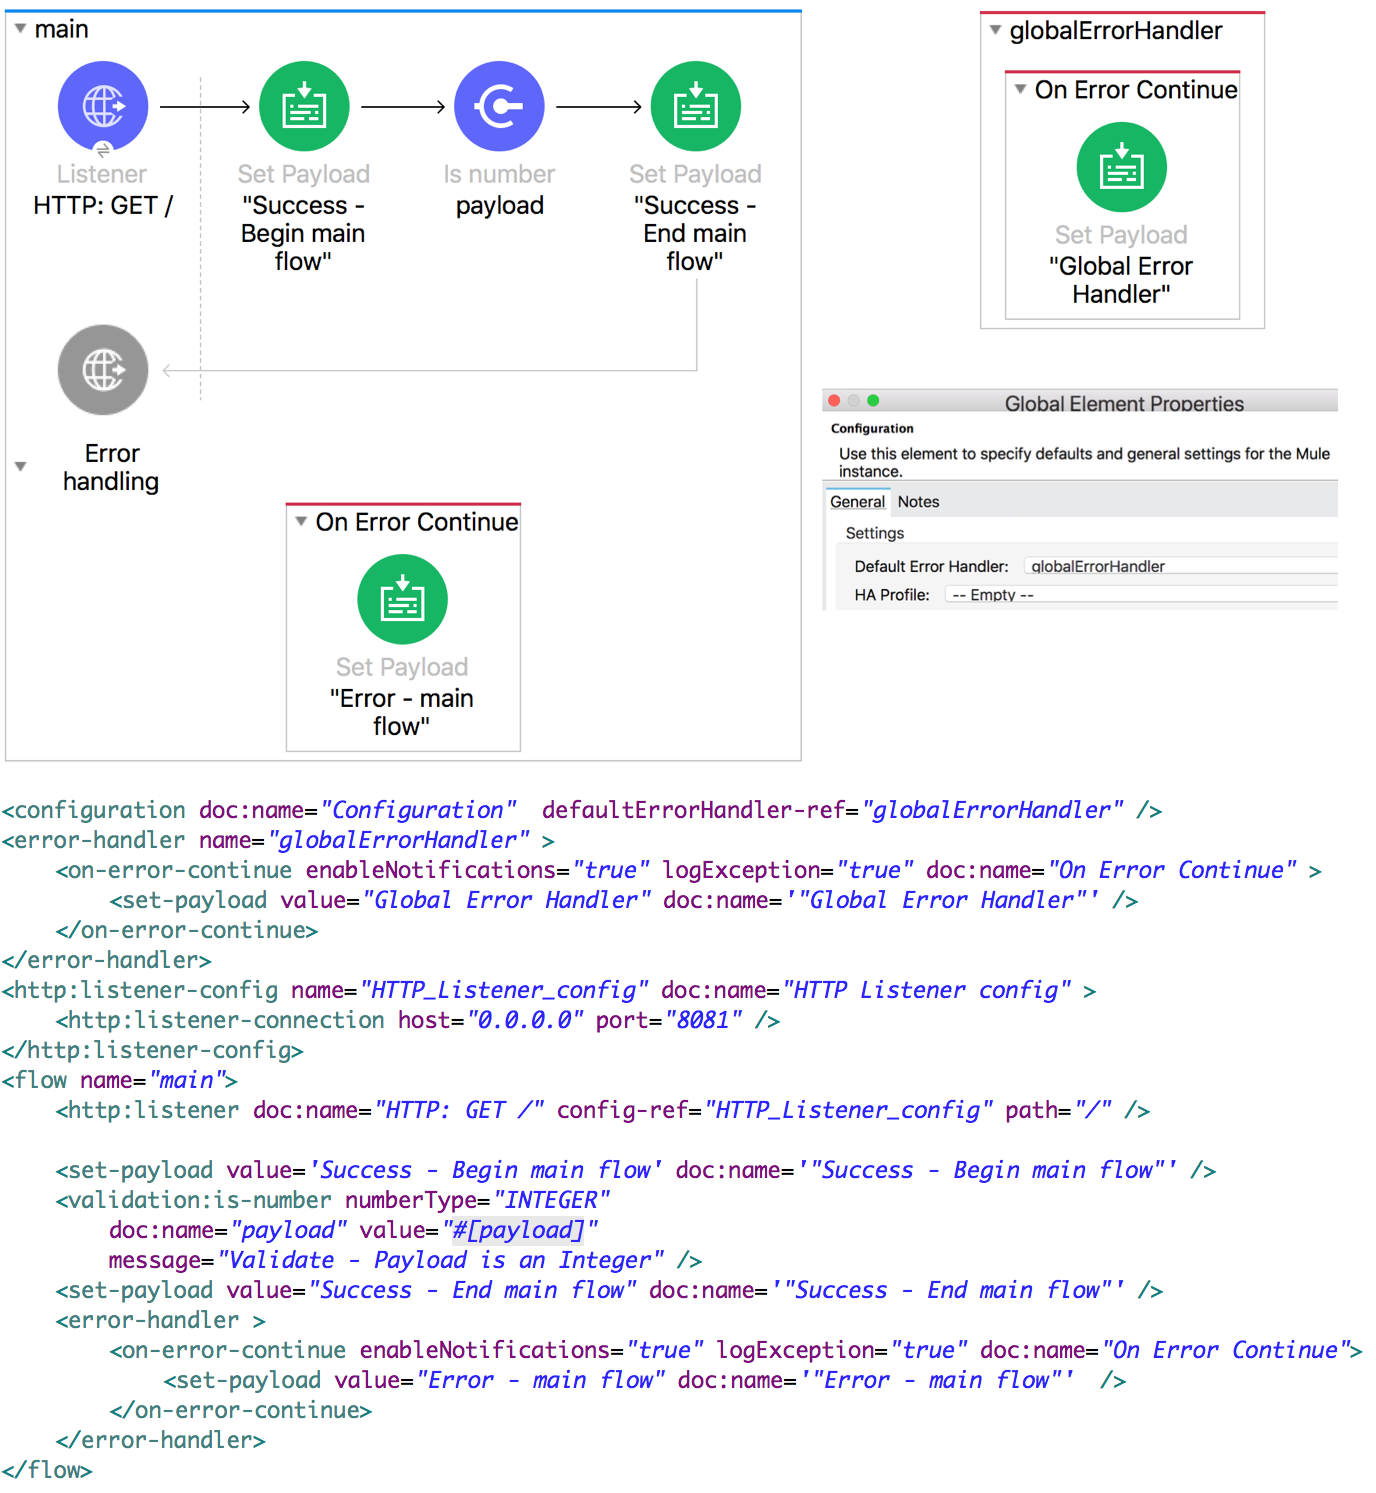 main
Listener
HTTP: GET /
Set Payload
"Success -
Begin main
flow"
Is number
payload
Set Payload
"Success -
End main
flow"
Error
handling
On Error Continue
Set Payload
"Error - main
flow"
globalErrorHandler
On Error Continue
Set Payload
"Global Error
Handler"
Global Element Properties
Configuration
Use this element to specify defaults and general settings for the Mule
instance.
General Notes
Settings
Default Error Handler: globalErrorHandler
HA Profile: -- Empty --
<configuration doc:name="Configuration"  defaultErrorHandler-ref="globalErrorHandler" />
<error-handler name="globalErrorHandler" >
    <on-error-continue enableNotifications="true" logException="true" doc:name="On Error Continue" >
        <set-payload value="Global Error Handler" doc:name='"Global Error Handler"' />
    </on-error-continue>
</error-handler>
<http:listener-config name="HTTP_Listener_config" doc:name="HTTP Listener config" >
    <http:listener-connection host="0.0.0.0" port="8081" />
</http:listener-config>
<flow name="main">
    <http:listener doc:name="HTTP: GET /" config-ref="HTTP_Listener_config" path="/" />
    <set-payload value='Success - Begin main flow' doc:name='"Success - Begin main flow"' />
    <validation:is-number numberType="INTEGER"
        doc:name="payload" value="#[payload]"
        message="Validate - Payload is an Integer" />
    <set-payload value="Success - End main flow" doc:name='"Success - End main flow"' />
    <error-handler >
        <on-error-continue enableNotifications="true" logException="true" doc:name="On Error Continue">
            <set-payload value="Error - main flow" doc:name='"Error - main flow"'  />
        </on-error-continue>
    </error-handler>
</flow>